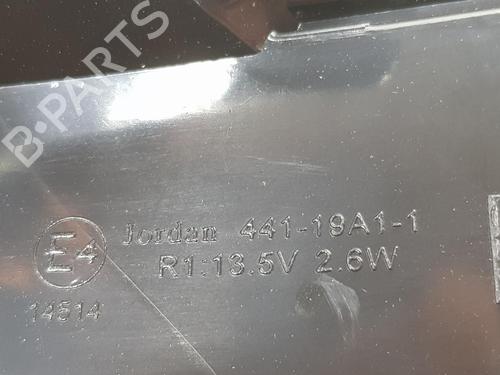 B-PARTS
Jordan 441-19A1-1
E4
R1:13.5V 2.6W
14514